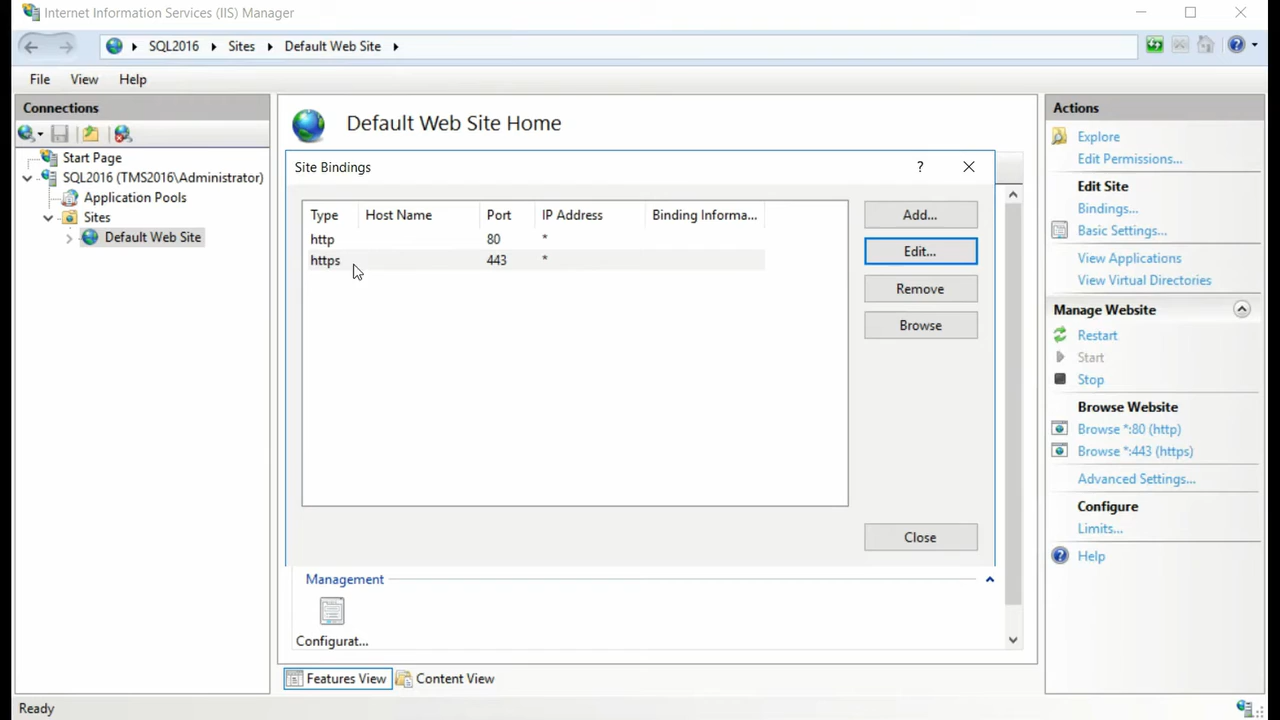 Internet Information Services (IIS) Manager
SQL2016 Sites Default Web Site
File View Help
Connections
Start Page
SQL2016 (TMS2016\Administrator)
Application Pools
Sites
Default Web Site
Default Web Site Home
Site Bindings ?
Type Host Name Port IP Address Binding Informa...
http 80 *
https 443 *
Add...
Edit...
Remove
Browse
Close
Management
Configurat...
Features View Content View
Actions
Explore
Edit Permissions...
Edit Site
Bindings...
Basic Settings...
View Applications
View Virtual Directories
Manage Website
Restart
Start
Stop
Browse Website
Browse *:80 (http)
Browse *:443 (https)
Advanced Settings...
Configure
Limits...
Help
Ready